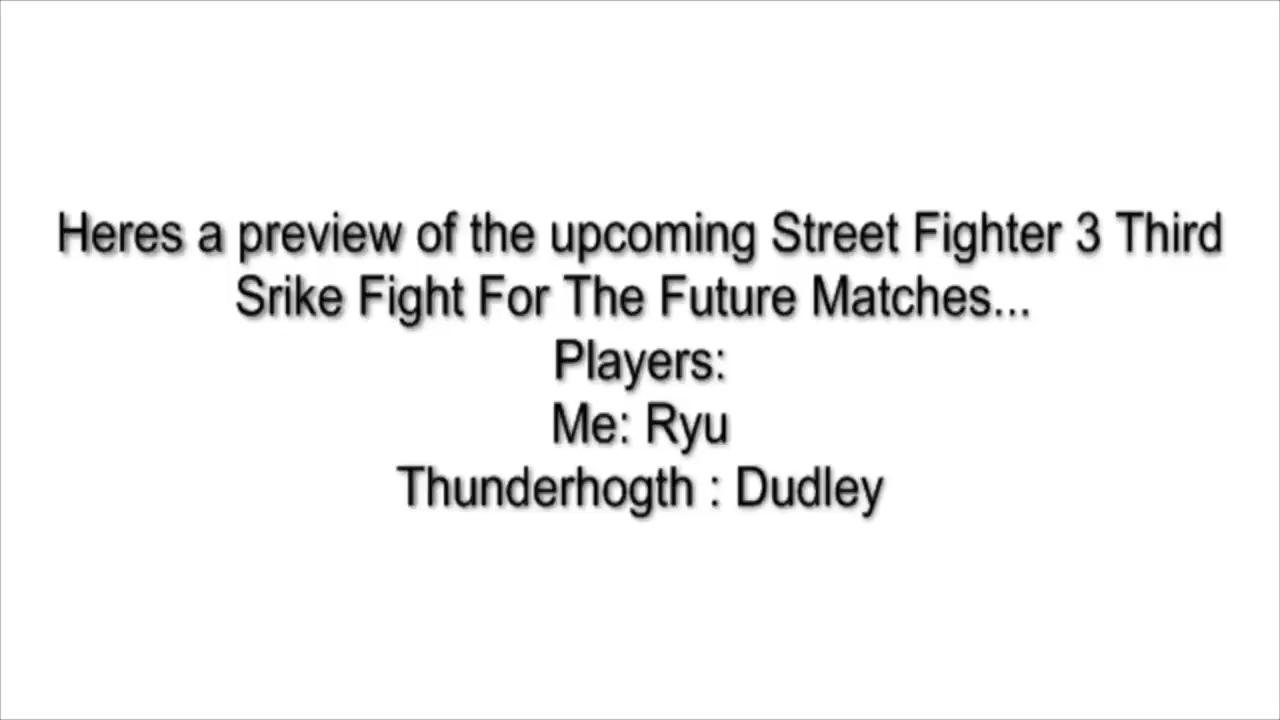 Heres a preview of the upcoming Street Fighter 3 Third
Srike Fight For The Future Matches...
Players:
Me: Ryu
Thunderhogth : Dudley